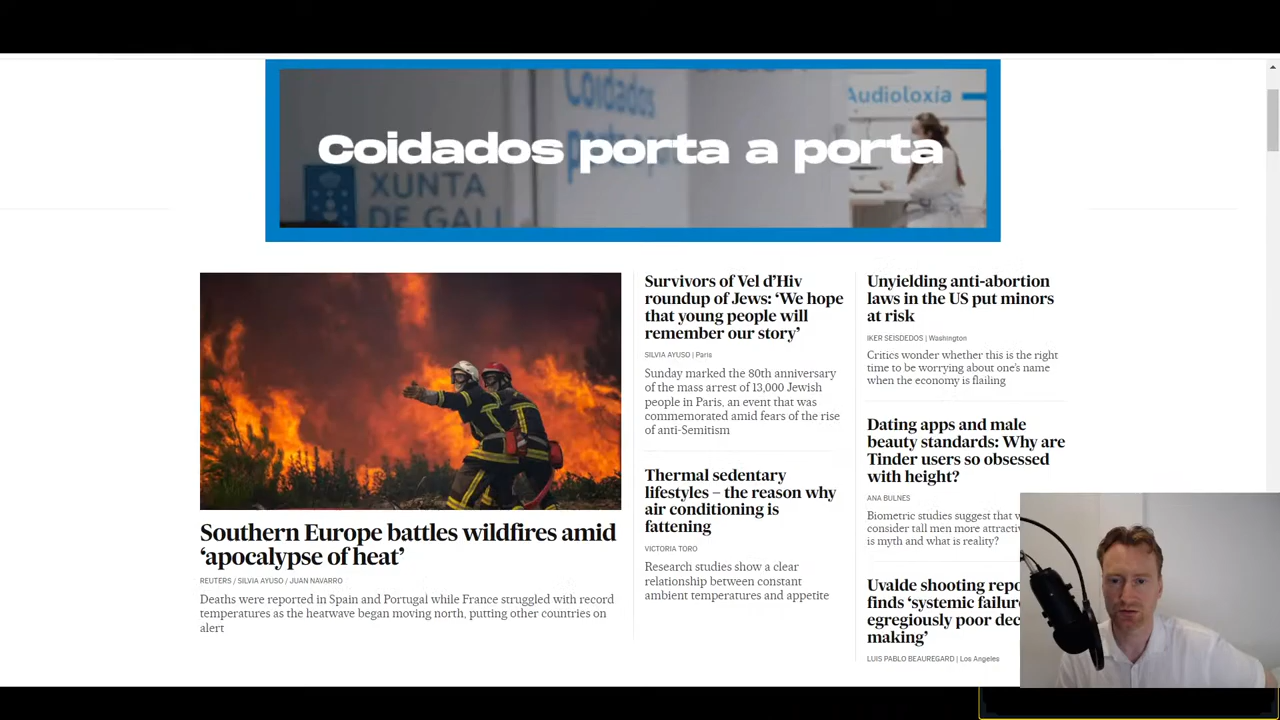 Coidados porta a porta
Coidados
Audioloxía
XUNTA
DE GALI
Southern Europe battles wildfires amid
‘apocalypse of heat’
REUTERS / SILVIA AYUSO / JUAN NAVARRO
Deaths were reported in Spain and Portugal while France struggled with record
temperatures as the heatwave began moving north, putting other countries on
alert
Survivors of Vel d’Hiv
roundup of Jews: ‘We hope
that young people will
remember our story’
SILVIA AYUSO | Paris
Sunday marked the 80th anniversary
of the mass arrest of 13,000 Jewish
people in Paris, an event that was
commemorated amid fears of the rise
of anti-Semitism
Thermal sedentary
lifestyles – the reason why
air conditioning is
fattening
VICTORIA TORO
Research studies show a clear
relationship between constant
ambient temperatures and appetite
Unyielding anti-abortion
laws in the US put minors
at risk
IKER SEISDEDOS | Washington
Critics wonder whether this is the right
time to be worrying about one’s name
when the economy is flailing
Dating apps and male
beauty standards: Why are
Tinder users so obsessed
with height?
ANA BULNES
Biometric studies suggest that
consider tall men more
is myth and what is reality?
Uvalde shooting
finds ‘systemic
egregiously poor
making’
LUIS PABLO BEAUREGARD | Los Angeles